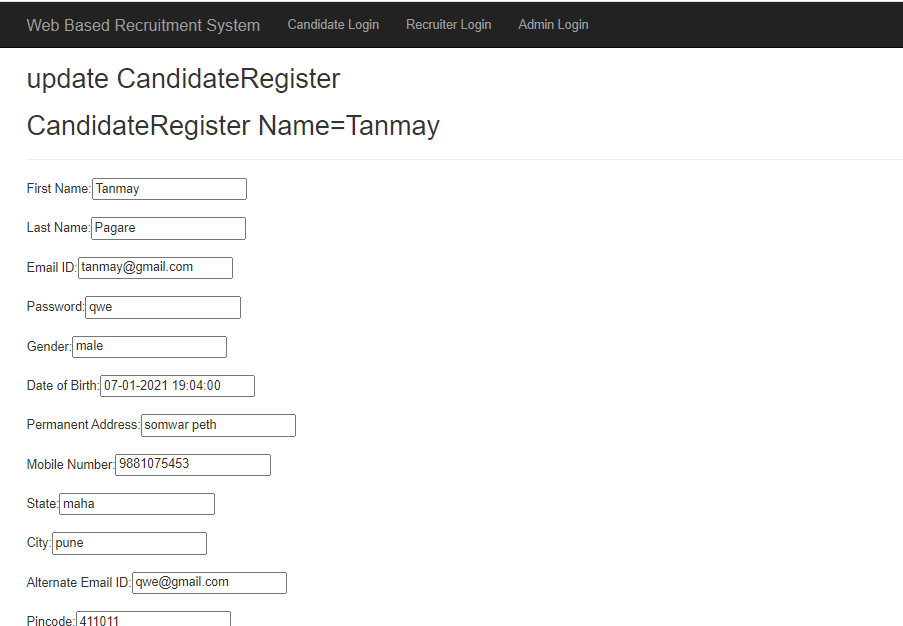 Web Based Recruitment System Candidate Login Recruiter Login Admin Login
update CandidateRegister
CandidateRegister Name=Tanmay
First Name: Tanmay
Last Name: Pagare
Email ID: tanmay@gmail.com
Password: qwe
Gender: male
Date of Birth: 07-01-2021 19:04:00
Permanent Address: somwar peth
Mobile Number: 9881075453
State: maha
City: pune
Alternate Email ID: qwe@gmail.com
Pincode: 411011